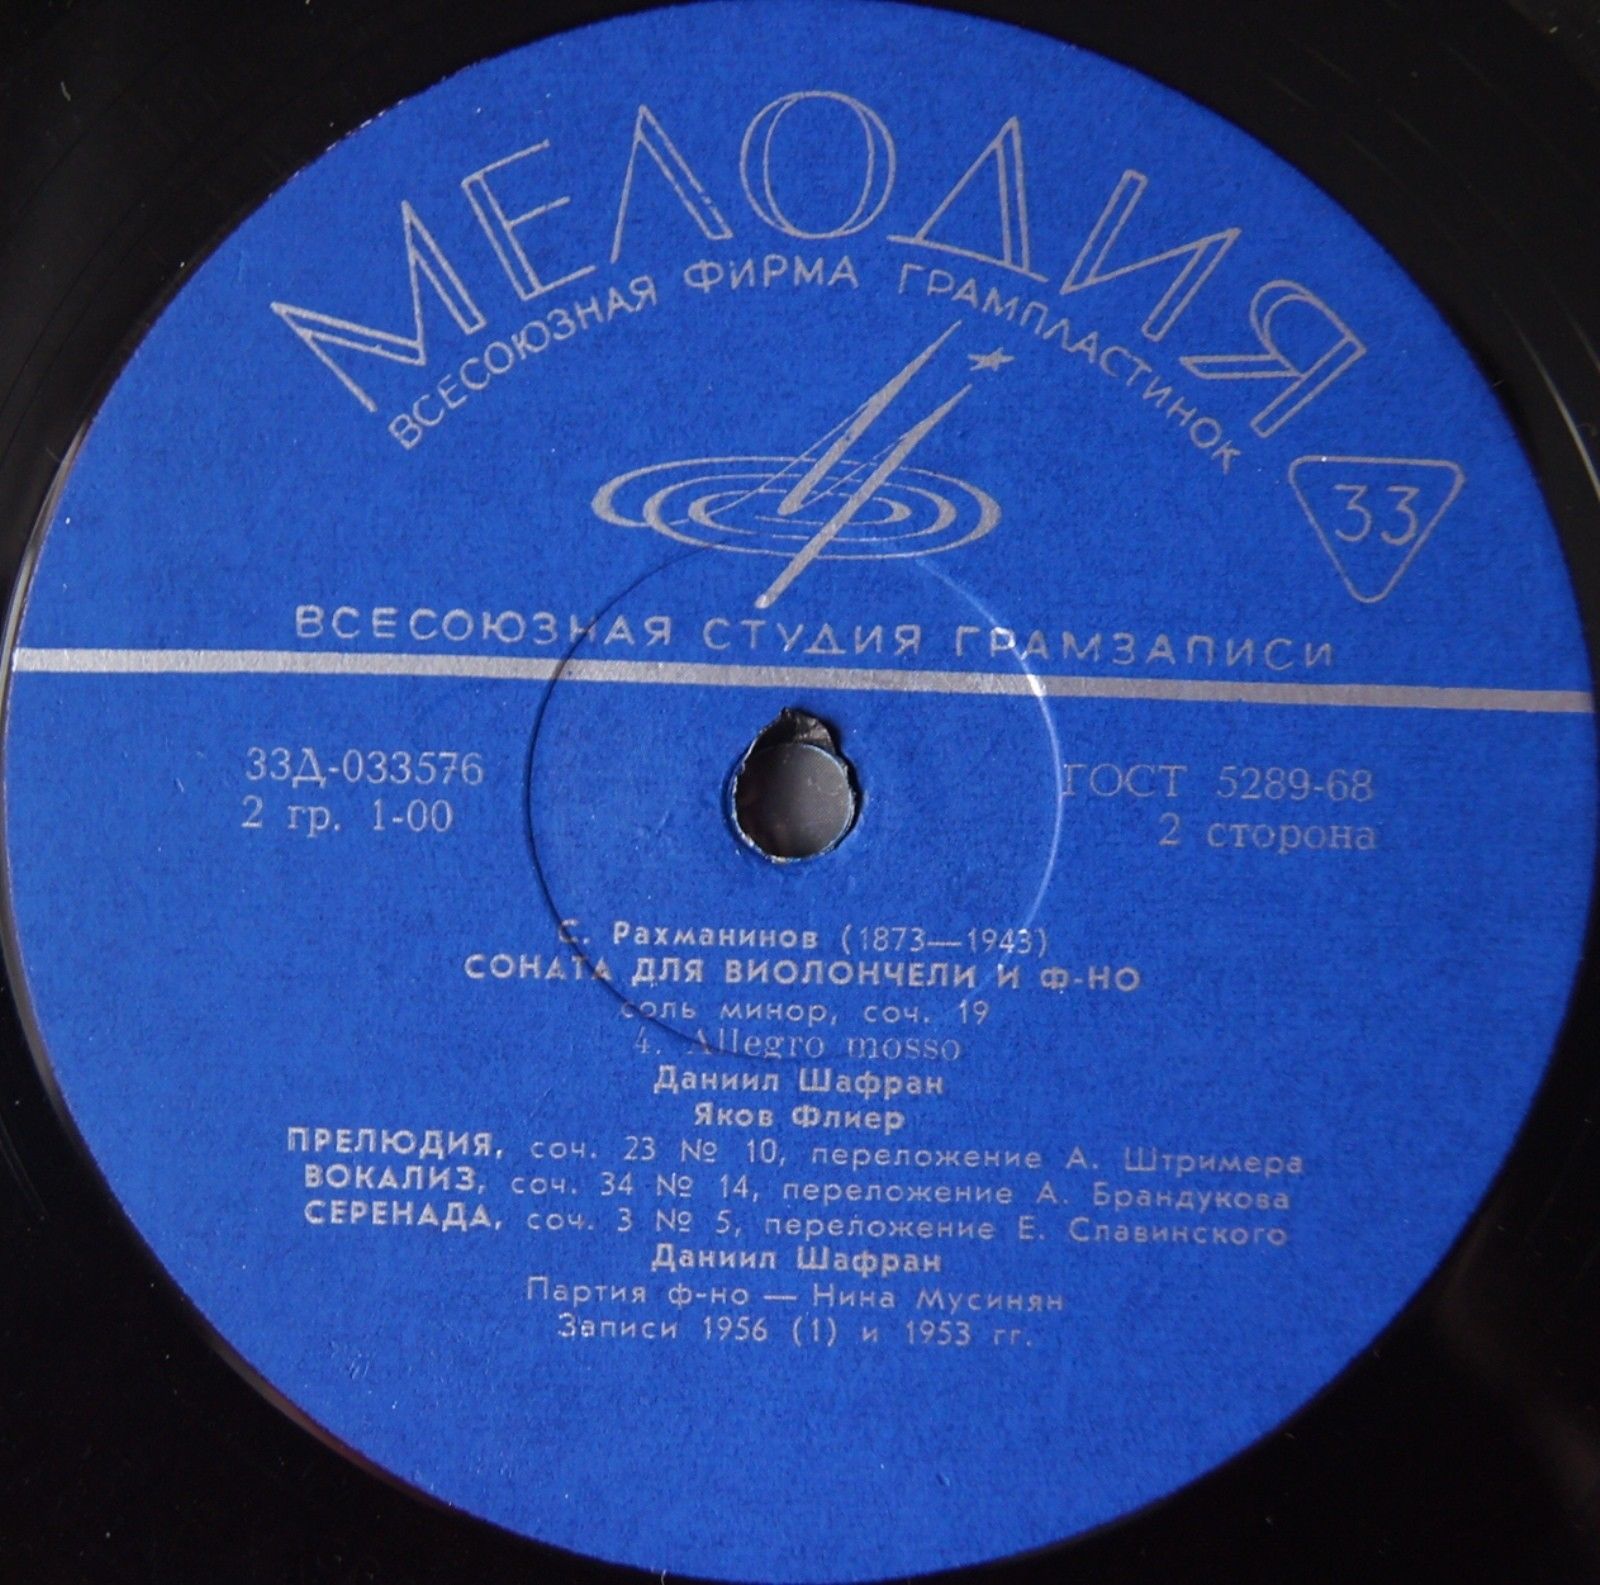 МЕЛОДИЯ
ВСЕСОЮЗНАЯ ФИРМА ГРАМПЛАСТИНОК
33
ВСЕСОЮЗНАЯ СТУДИЯ ГРАМЗАПИСИ
33Д-033576
2 гр. 1-00
ГОСТ 5289-68
2 сторона
С. Рахманинов (1873—1943)
СОНАТА ДЛЯ ВИОЛОНЧЕЛИ И Ф-НО
соль минор, соч. 19
4. Allegro mosso
Даниил Шафран
Яков Флиер
ПРЕЛЮДИЯ, соч. 23 № 10, переложение А. Штримера
ВОКАЛИЗ, соч. 34 № 14, переложение А. Брандукова
СЕРЕНАДА, соч. 3 № 5, переложение Е. Славинского
Даниил Шафран
Партия ф-но — Нина Мусинян
Записи 1956 (1) и 1953 гг.